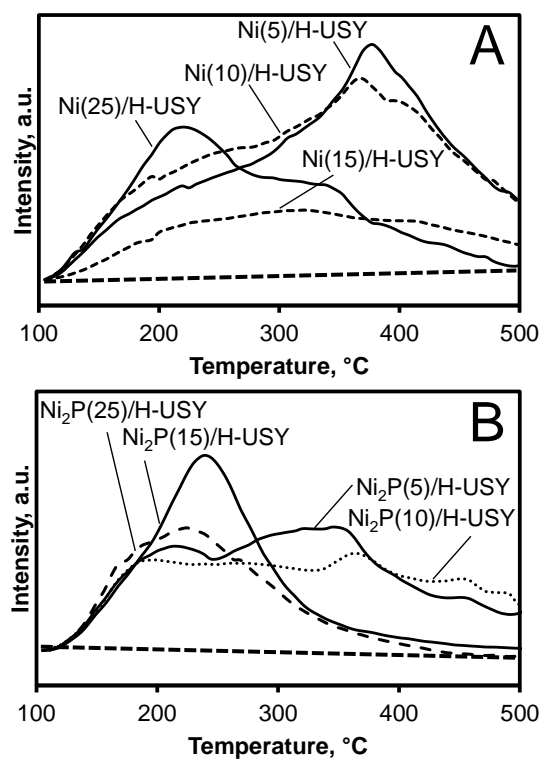 A
Ni(5)/H-USY
Ni(10)/H-USY
Ni(25)/H-USY
Ni(15)/H-USY
Intensity, a.u.
100 200 300 400 500
Temperature, °C
B
Ni₂P(25)/H-USY
Ni₂P(15)/H-USY
Ni₂P(5)/H-USY
Ni₂P(10)/H-USY
Intensity, a.u.
100 200 300 400 500
Temperature, °C